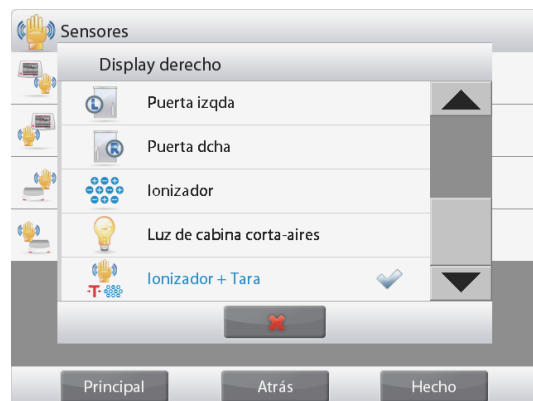 Sensores
Display derecho
Puerta izqda
Puerta dcha
Ionizador
Luz de cabina corta-aires
Ionizador + Tara
Principal
Atrás
Hecho